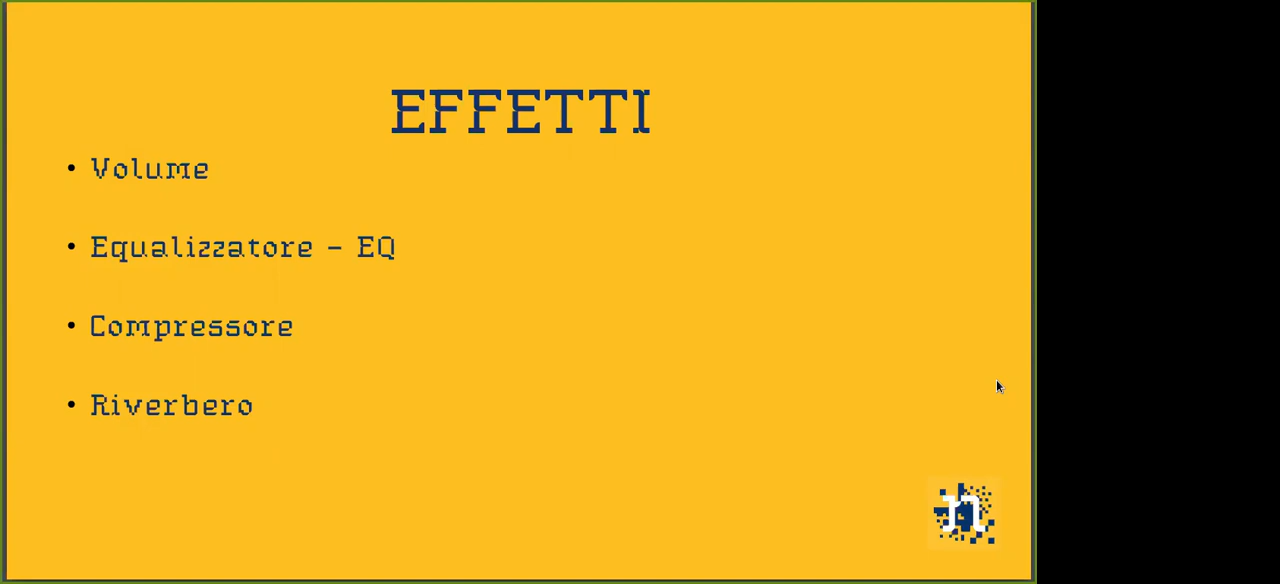 EFFETTI
• Volume
• Equalizzatore - EQ
• Compressore
• Riverbero
n